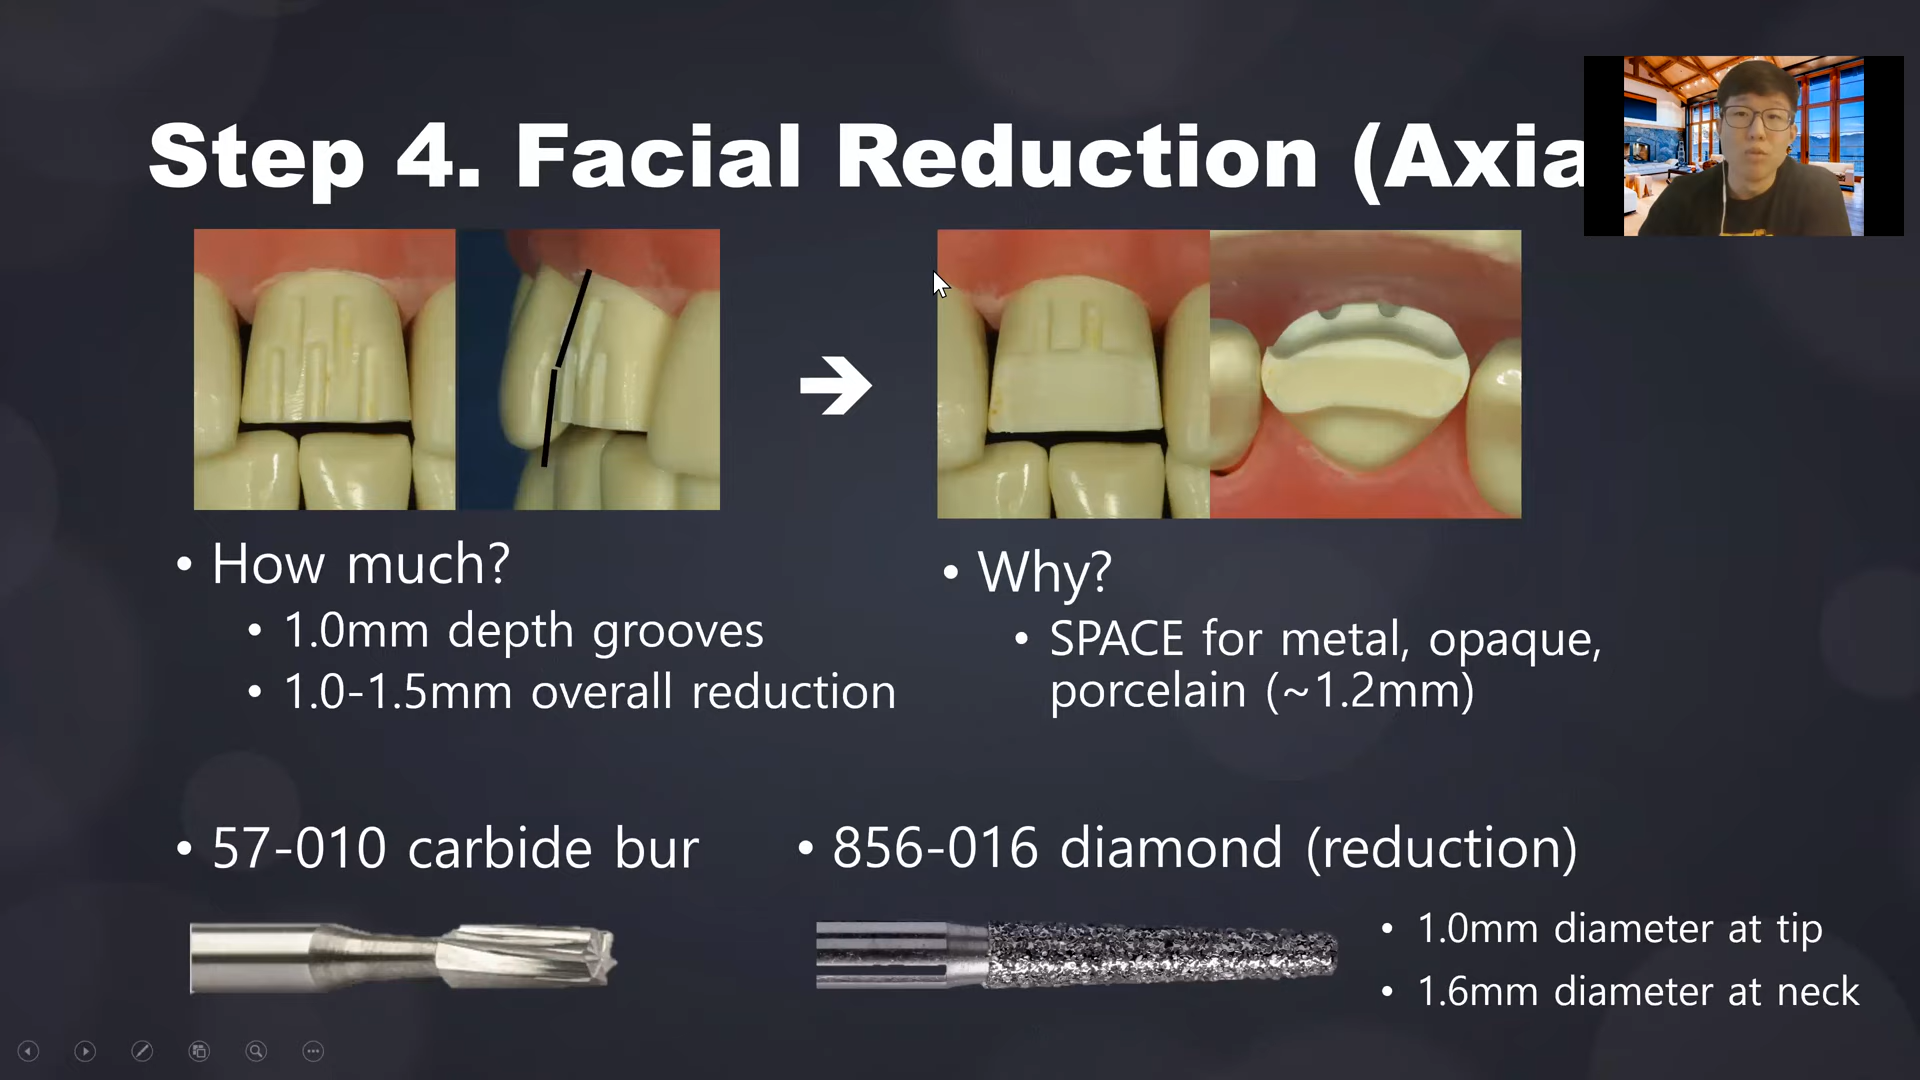 Step 4. Facial Reduction (Axia
• How much?
• 1.0mm depth grooves
• 1.0-1.5mm overall reduction
• Why?
• SPACE for metal, opaque,
porcelain (~1.2mm)
• 57-010 carbide bur
• 856-016 diamond (reduction)
• 1.0mm diameter at tip
• 1.6mm diameter at neck